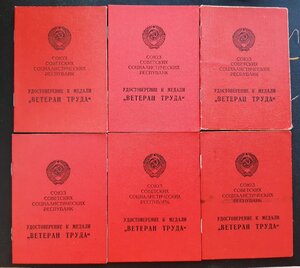 СОЮЗ
СОВЕТСКИХ
СОЦИАЛИСТИЧЕСКИХ
РЕСПУБЛИК
УДОСТОВЕРЕНИЕ К МЕДАЛИ
„ВЕТЕРАН ТРУДА“
СОЮЗ
СОВЕТСКИХ
СОЦИАЛИСТИЧЕСКИХ
РЕСПУБЛИК
УДОСТОВЕРЕНИЕ К МЕДАЛИ
„ВЕТЕРАН ТРУДА“
СОЮЗ
СОВЕТСКИХ
СОЦИАЛИСТИЧЕСКИХ
РЕСПУБЛИК
УДОСТОВЕРЕНИЕ К МЕДАЛИ
„ВЕТЕРАН ТРУДА“
СОЮЗ
СОВЕТСКИХ
СОЦИАЛИСТИЧЕСКИХ
РЕСПУБЛИК
УДОСТОВЕРЕНИЕ К МЕДАЛИ
„ВЕТЕРАН ТРУДА“
СОЮЗ
СОВЕТСКИХ
СОЦИАЛИСТИЧЕСКИХ
РЕСПУБЛИК
УДОСТОВЕРЕНИЕ К МЕДАЛИ
„ВЕТЕРАН ТРУДА“
СОЮЗ
СОВЕТСКИХ
СОЦИАЛИСТИЧЕСКИХ
РЕСПУБЛИК
УДОСТОВЕРЕНИЕ К МЕДАЛИ
„ВЕТЕРАН ТРУДА“